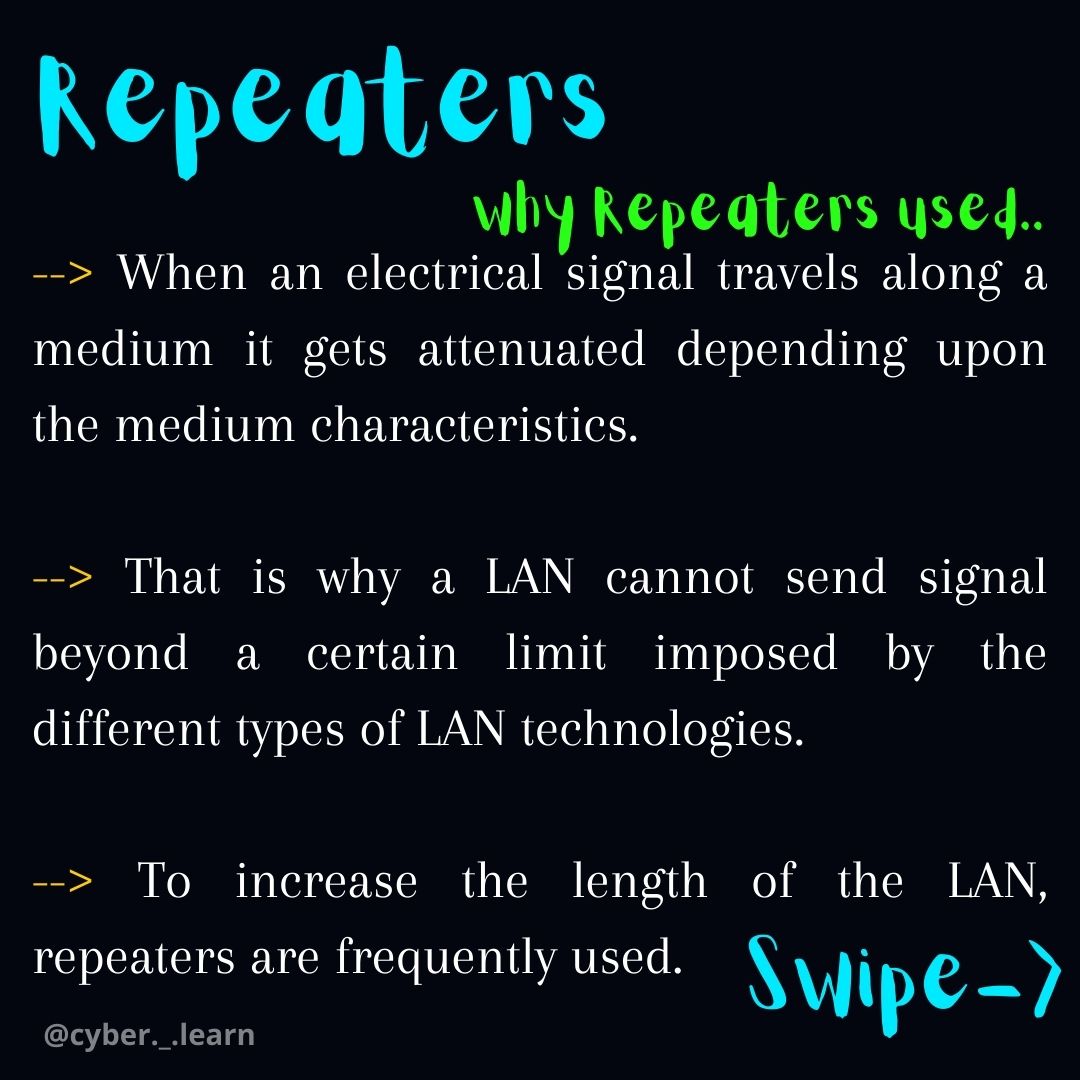 Repeaters
why Repeaters used..
--> When an electrical signal travels along a
medium it gets attenuated depending upon
the medium characteristics.
--> That is why a LAN cannot send signal
beyond a certain limit imposed by the
different types of LAN technologies.
--> To increase the length of the LAN,
repeaters are frequently used.
Swipe->
@cyber._.learn